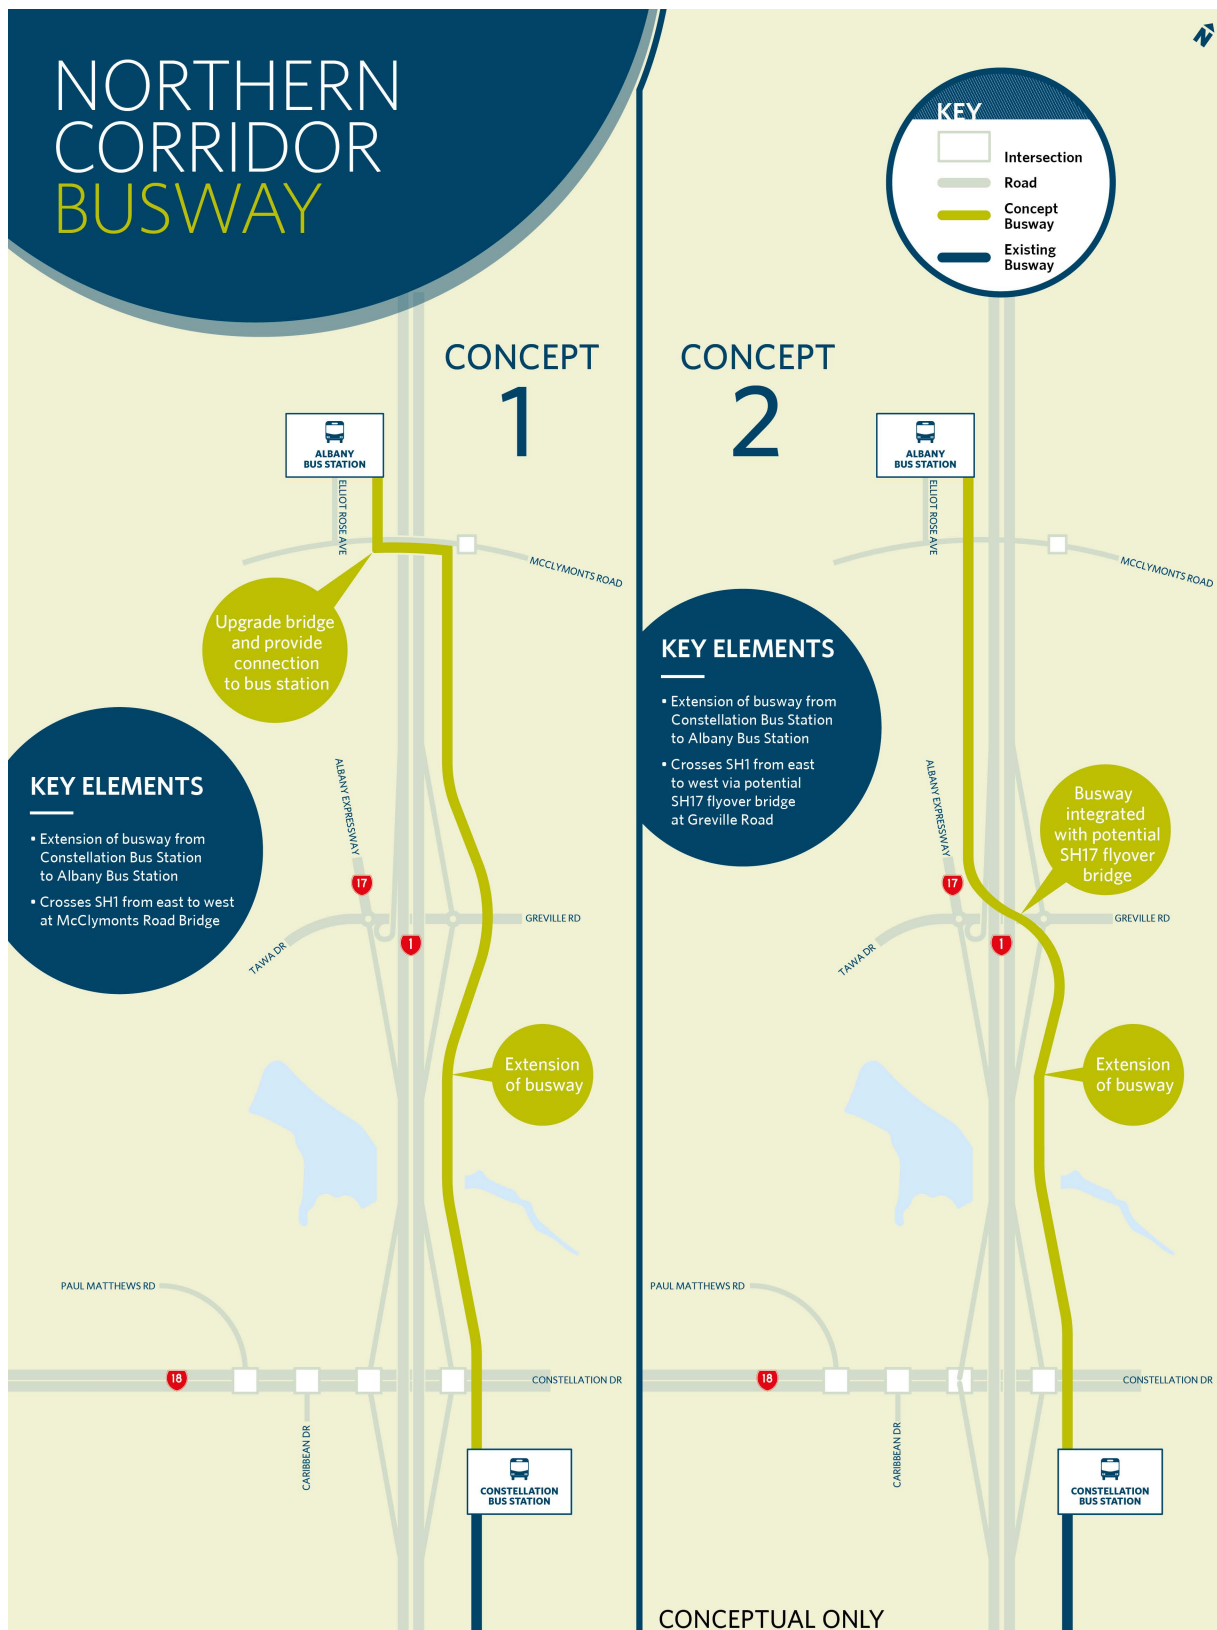 NORTHERN
CORRIDOR
BUSWAY
N
KEY
Intersection
Road
Concept
Busway
Existing
Busway
CONCEPT
1
ALBANY
BUS STATION
ELLIOT ROSE AVE
MCCLYMONTS ROAD
Upgrade bridge
and provide
connection
to bus station
KEY ELEMENTS
▪ Extension of busway from
Constellation Bus Station
to Albany Bus Station
▪ Crosses SH1 from east to west
at McClymonts Road Bridge
ALBANY EXPRESSWAY
17
GREVILLE RD
1
TAWA DR
Extension
of busway
PAUL MATTHEWS RD
18
CONSTELLATION DR
CARIBBEAN DR
CONSTELLATION
BUS STATION
CONCEPT
2
ALBANY
BUS STATION
ELLIOT ROSE AVE
MCCLYMONTS ROAD
KEY ELEMENTS
▪ Extension of busway from
Constellation Bus Station
to Albany Bus Station
▪ Crosses SH1 from east
to west via potential
SH17 flyover bridge
at Greville Road
ALBANY EXPRESSWAY
Busway
integrated
with potential
SH17 flyover
bridge
17
GREVILLE RD
1
TAWA DR
Extension
of busway
PAUL MATTHEWS RD
18
CONSTELLATION DR
CARIBBEAN DR
CONSTELLATION
BUS STATION
CONCEPTUAL ONLY